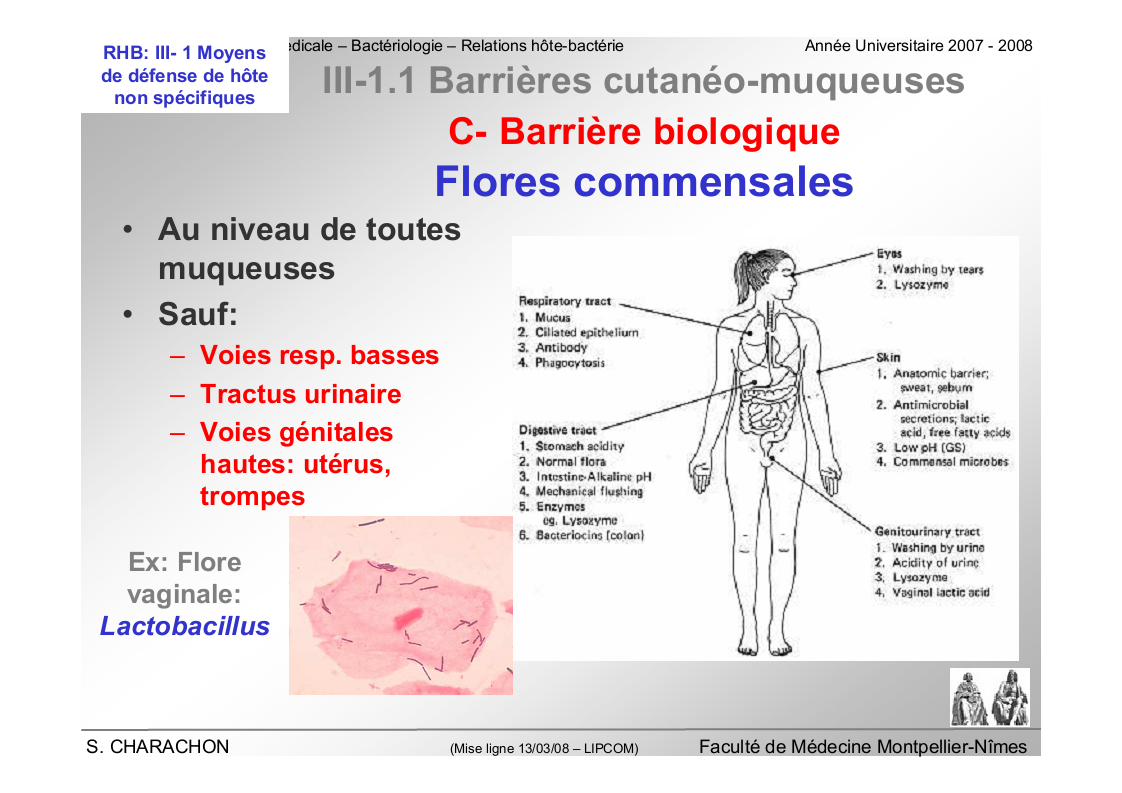 RHB: III- 1 Moyens
de défense de hôte
non spécifiques
edicale – Bactériologie – Relations hôte-bactérie
Année Universitaire 2007 - 2008
III-1.1 Barrières cutanéo-muqueuses
C- Barrière biologique
Flores commensales
• Au niveau de toutes
muqueuses
• Sauf:
– Voies resp. basses
– Tractus urinaire
– Voies génitales
hautes: utérus,
trompes
Ex: Flore
vaginale:
Lactobacillus
Respiratory tract
1. Mucus
2. Ciliated epithelium
3. Antibody
4. Phagocytosis
Digestive tract
1. Stomach acidity
2. Normal flora
3. Intestine-Alkaline pH
4. Mechanical flushing
5. Enzymes
eg. Lysozyme
6. Bacteriocins (colon)
Eyes
1. Washing by tears
2. Lysozyme
Skin
1. Anatomic barrier;
sweat, sebum
2. Antimicrobial
secretions; lactic
acid, free fatty acids
3. Low pH (GS)
4. Commensal microbes
Genitourinary tract
1. Washing by urine
2. Acidity of urine
3. Lysozyme
4. Vaginal lactic acid
S. CHARACHON
(Mise ligne 13/03/08 – LIPCOM)
Faculté de Médecine Montpellier-Nîmes